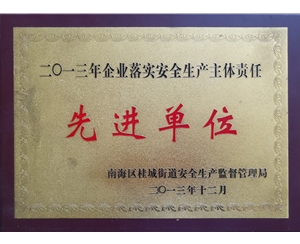 二〇一三年企业落实安全生产主体责任
先进单位
南海区桂城街道安全生产监督管理局
二〇一三年十二月